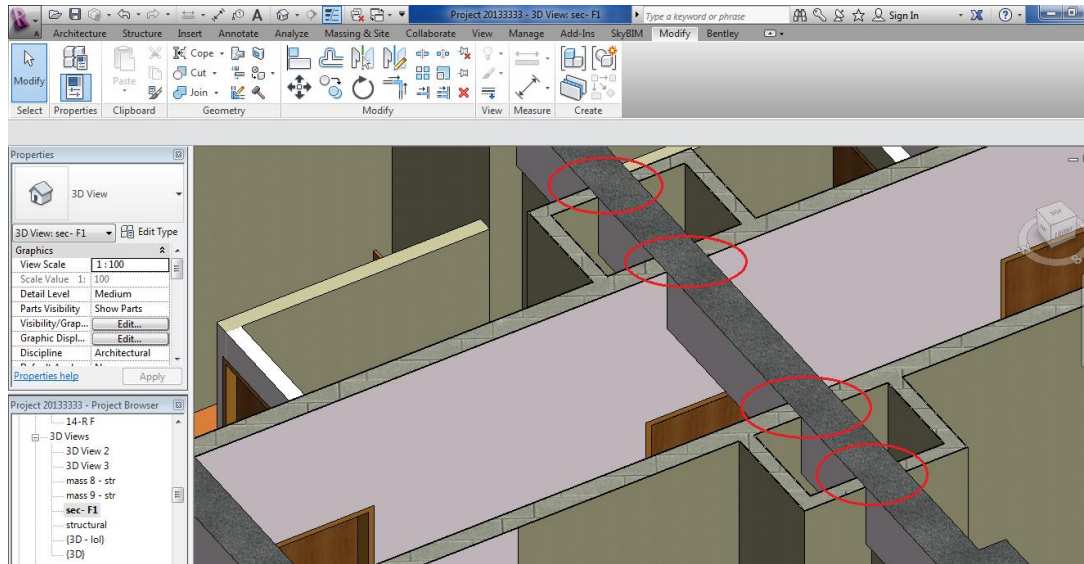 Project 20133333 - 3D View: sec- F1
Type a keyword or phrase
Sign In
Architecture Structure Insert Annotate Analyze Massing & Site Collaborate View Manage Add-Ins SkyBIM Modify Bentley
Modify
Paste
Cope
Cut
Join
Select Properties Clipboard Geometry Modify View Measure Create
Properties
3D View
3D View: sec- F1 Edit Type
Graphics
View Scale 1 : 100
Scale Value 1: 100
Detail Level Medium
Parts Visibility Show Parts
Visibility/Grap... Edit...
Graphic Displ... Edit...
Discipline Architectural
Properties help Apply
Project 20133333 - Project Browser
14-R F
3D Views
3D View 2
3D View 3
mass 8 - str
mass 9 - str
sec- F1
structural
{3D - lol}
{3D}
TOP
FRONT